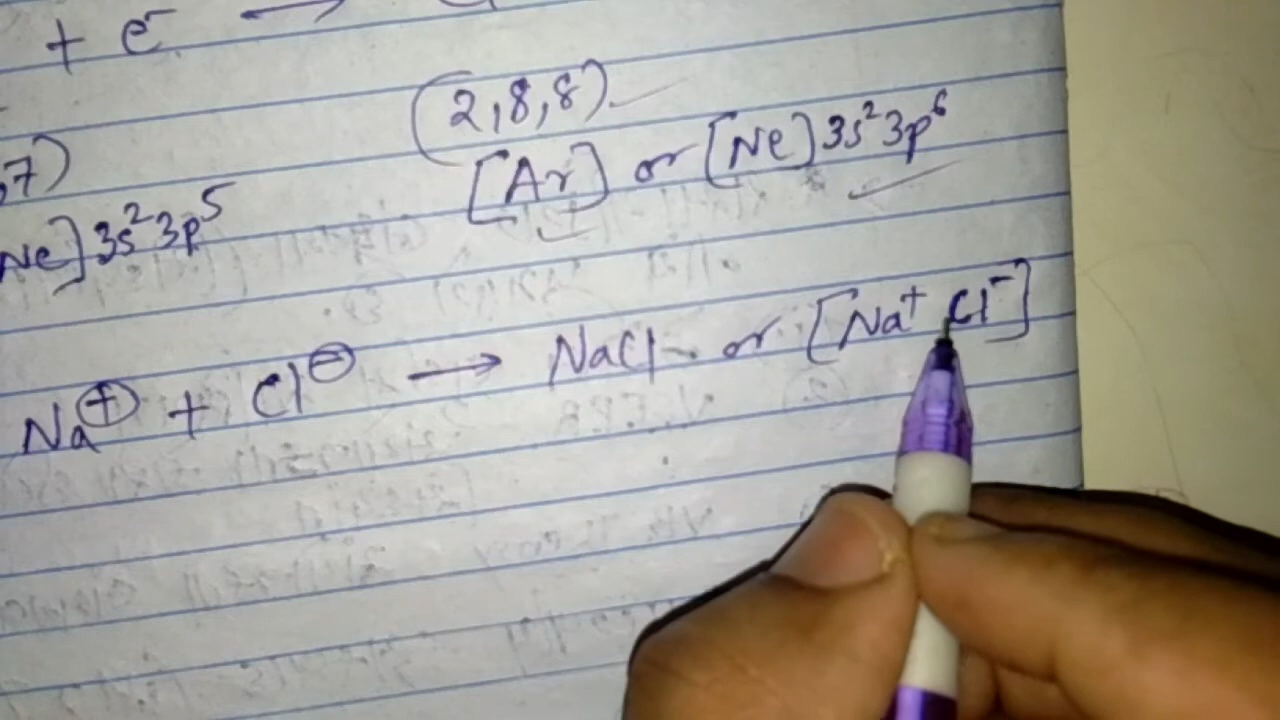 + e⁻ ⟶
(2,8,8)
,7) [Ar] or [Ne]3s²3p⁶
Ne]3s²3p⁵
Na⊕ + Cl⊖ ⟶ NaCl or [Na⁺ Cl⁻]